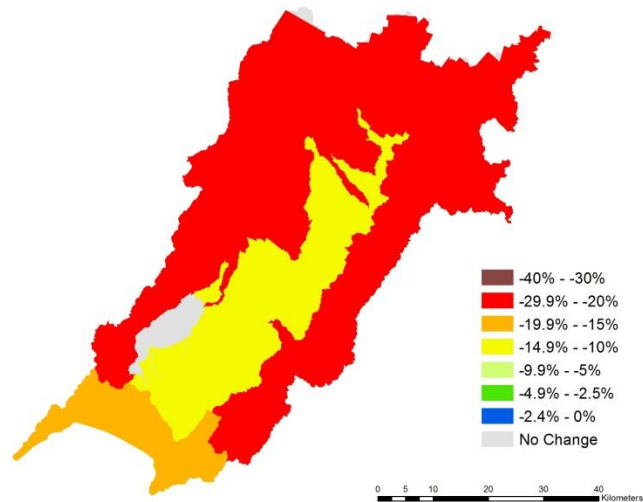 -40% - -30%
-29.9% - -20%
-19.9% - -15%
-14.9% - -10%
-9.9% - -5%
-4.9% - -2.5%
-2.4% - 0%
No Change
0 5 10 20 30 40
Kilometers